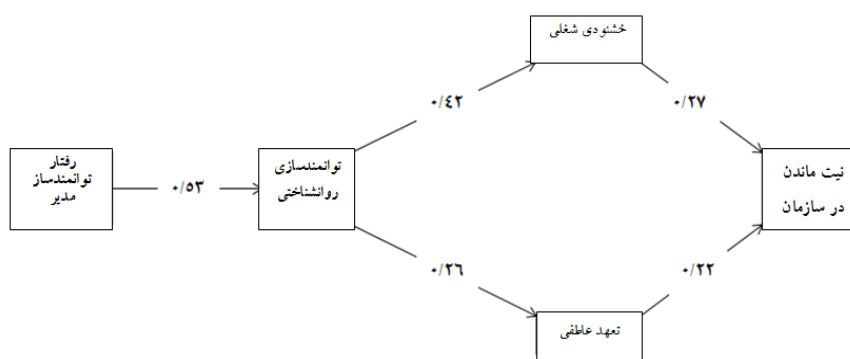 خشنودی شغلی
۰/۴۲
۰/۲۷
رفتار
توانمندساز
مدیر
۰/۵۳
توانمندسازی
روانشناختی
نیت ماندن
در سازمان
۰/۲۶
۰/۲۲
تعهد عاطفی